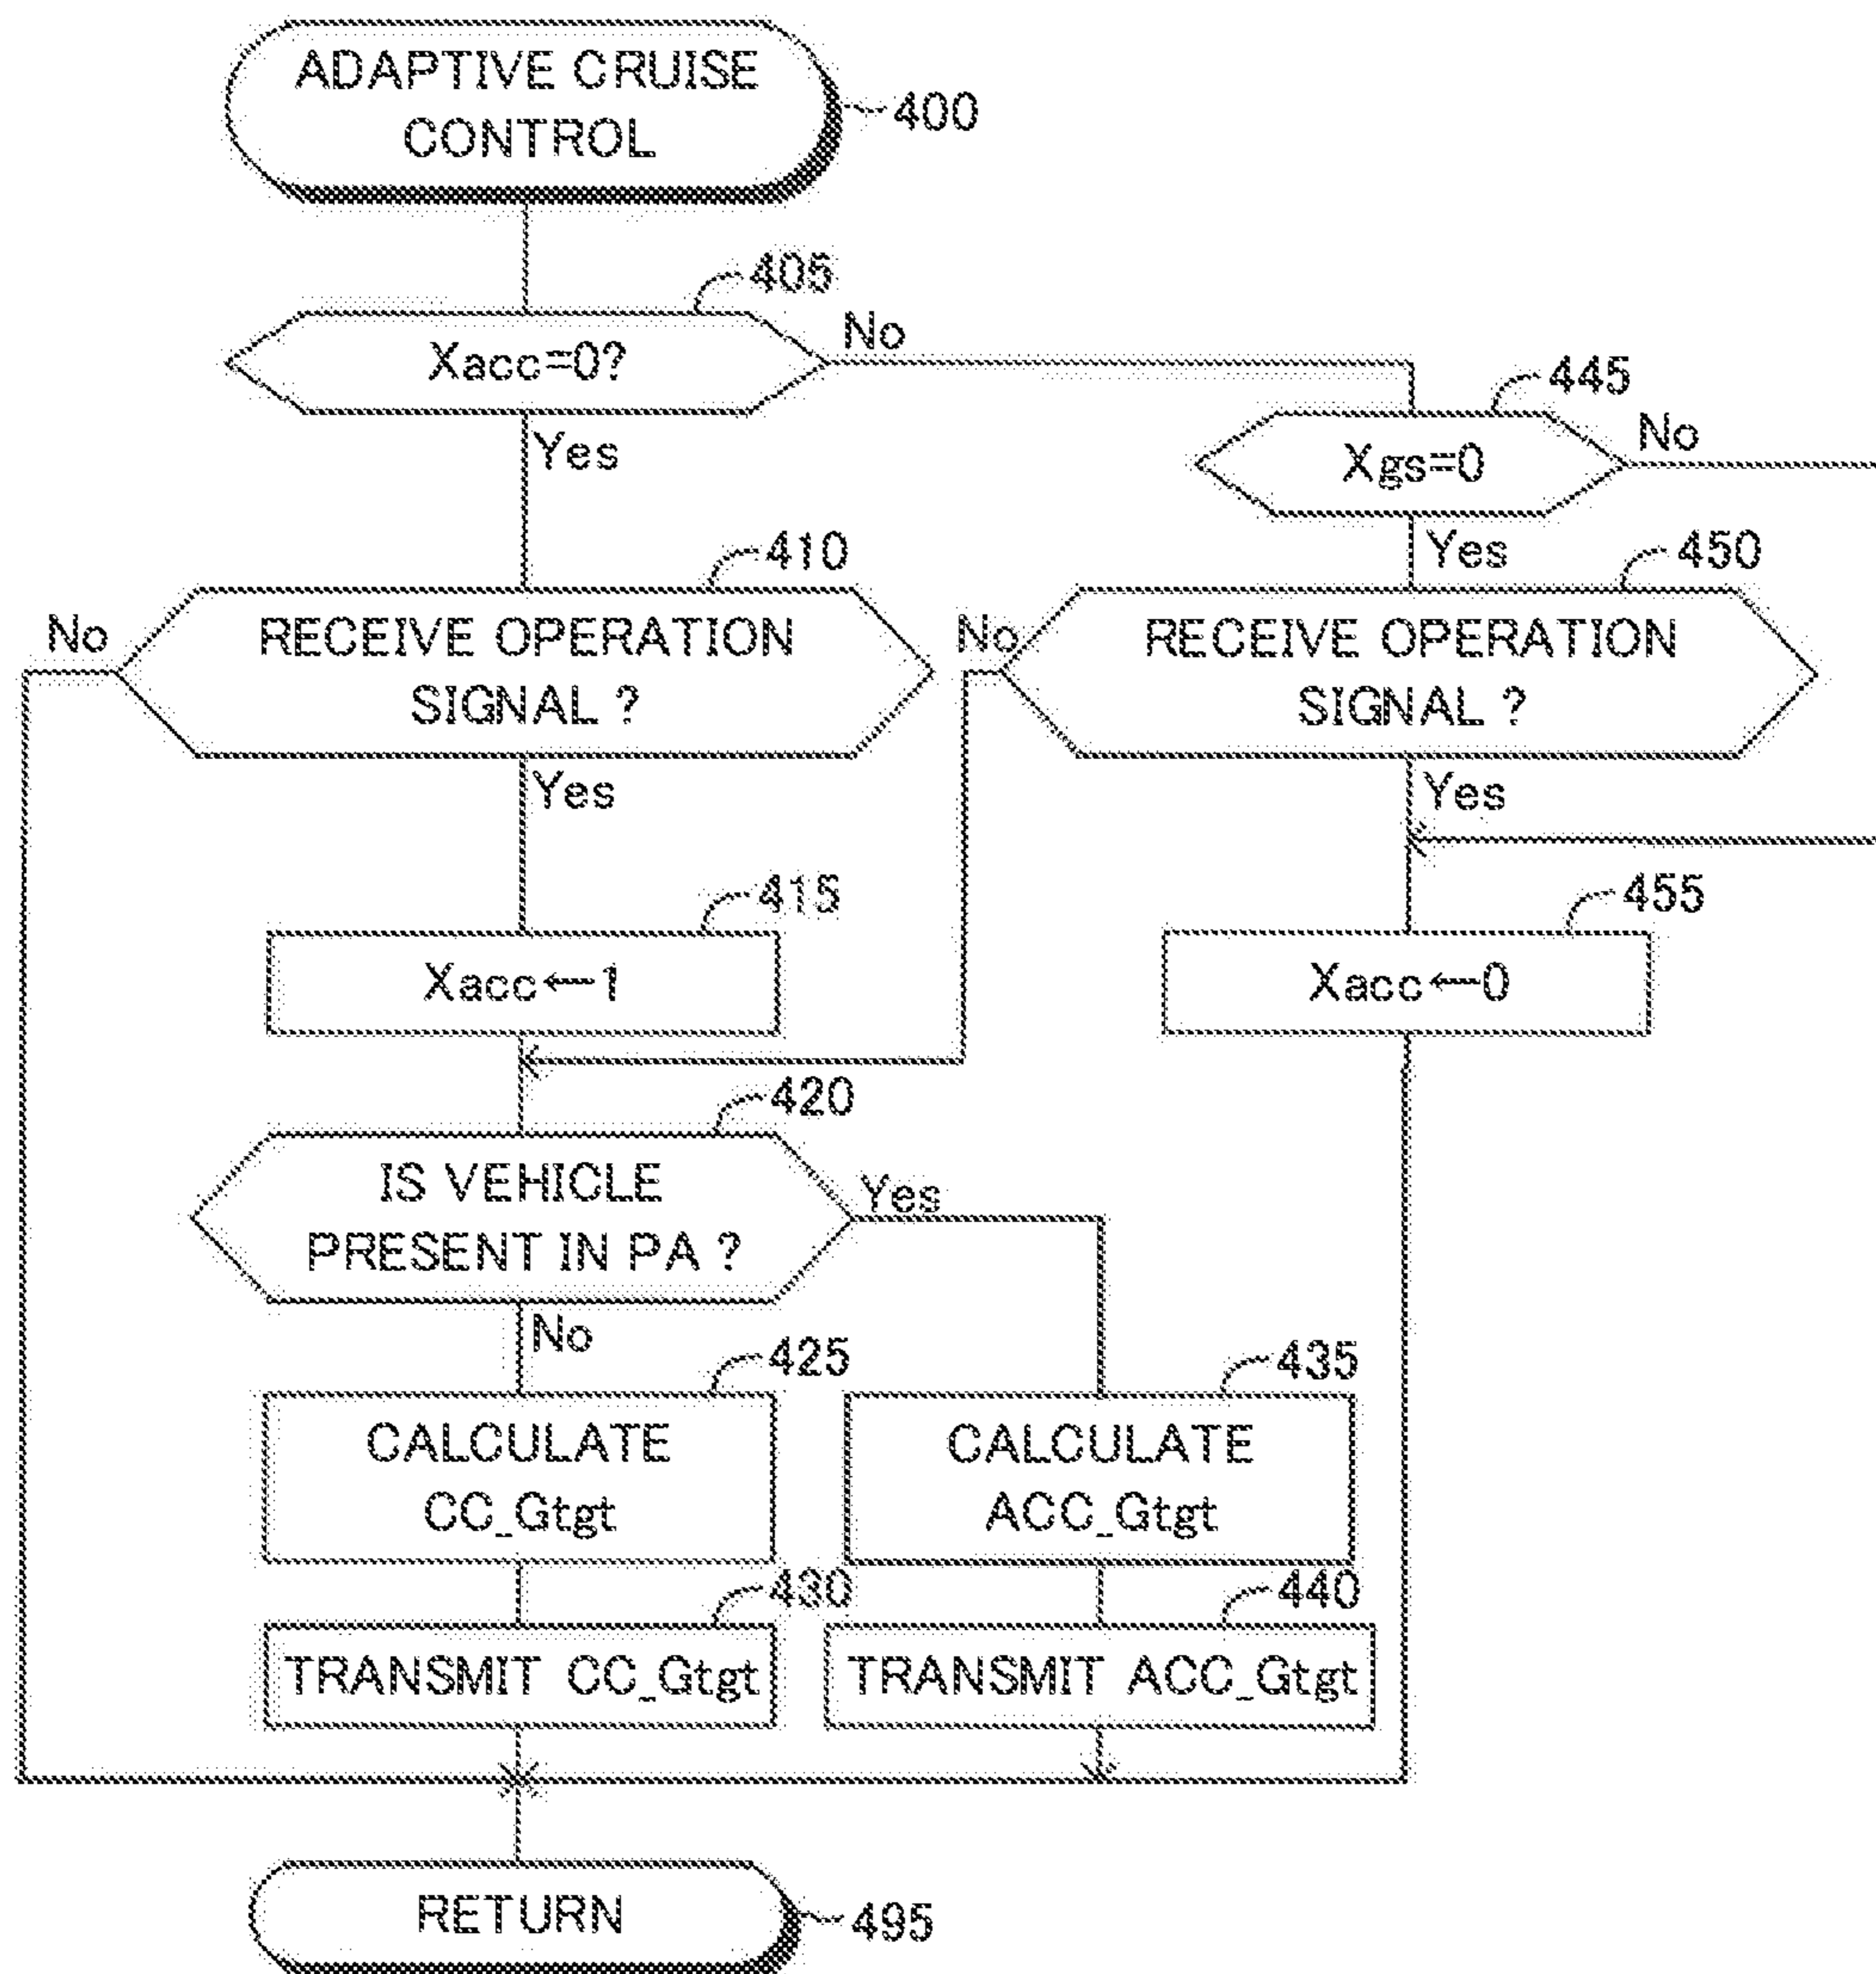 ADAPTIVE CRUISE
CONTROL
400
405
Xacc=0?
No
Yes
445
Xgs=0
No
Yes
410
RECEIVE OPERATION
SIGNAL ?
No
Yes
450
RECEIVE OPERATION
SIGNAL ?
No
Yes
415
Xacc←1
455
Xacc←0
420
IS VEHICLE
PRESENT IN PA ?
Yes
No
425
CALCULATE
CC_Gtgt
435
CALCULATE
ACC_Gtgt
430
TRANSMIT CC_Gtgt
440
TRANSMIT ACC_Gtgt
RETURN
495